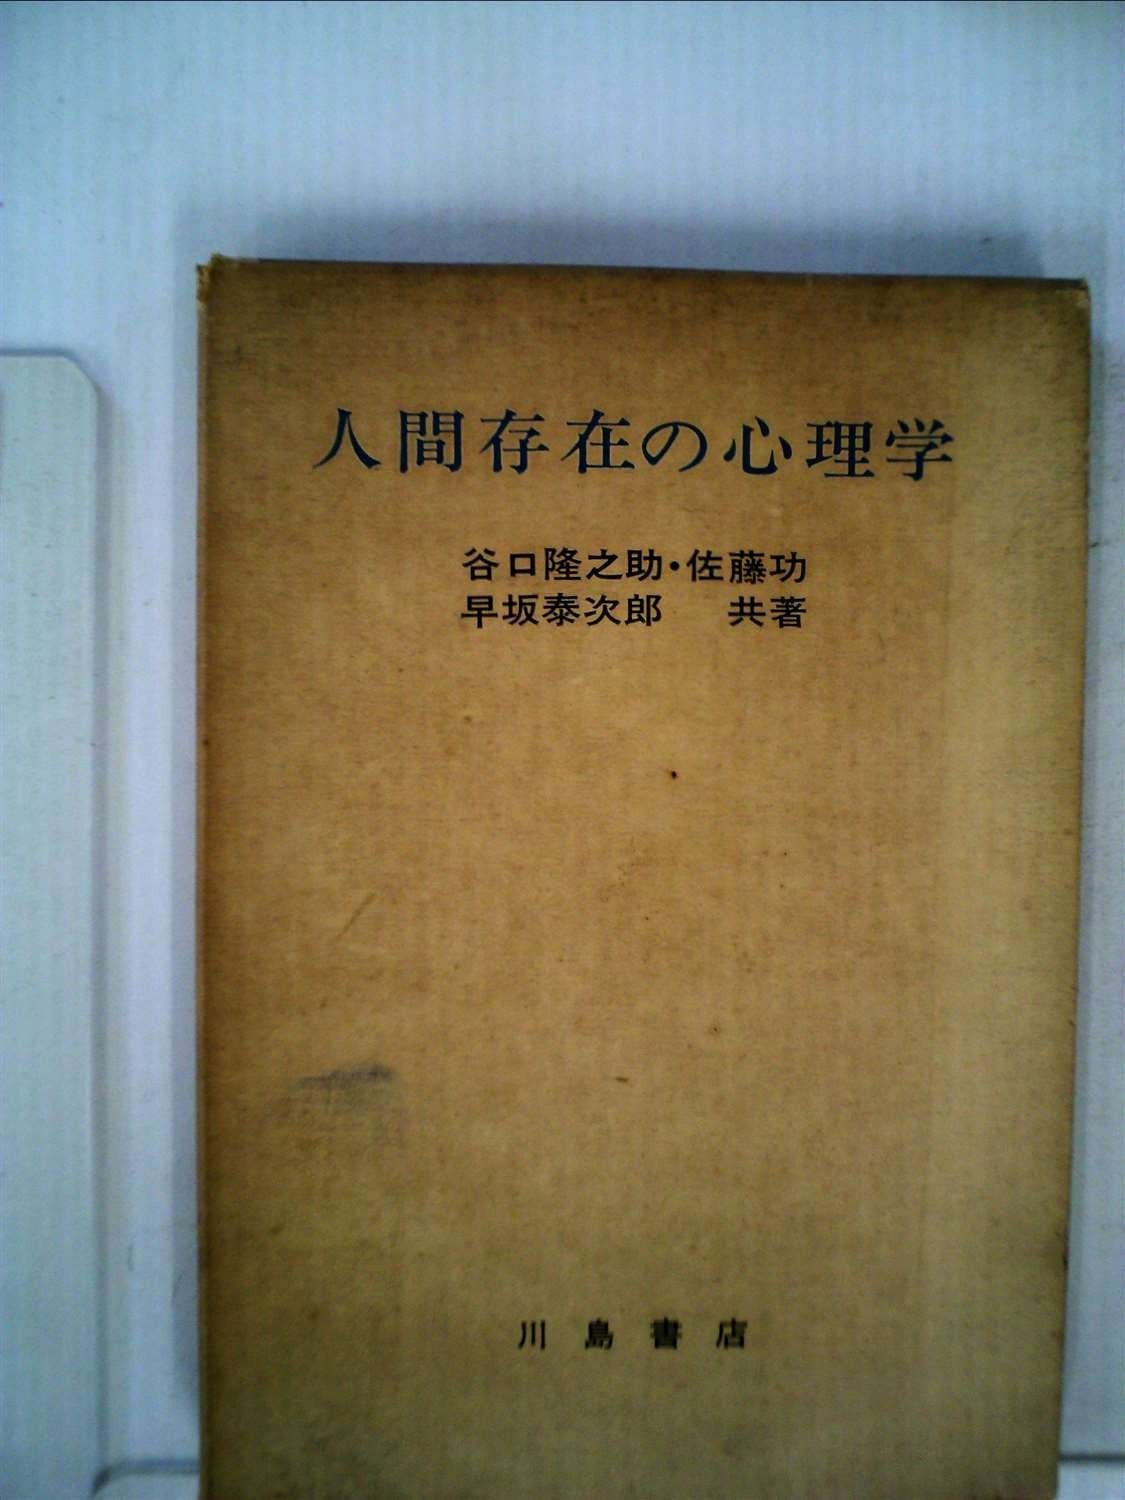 人間存在の心理学
谷口隆之助・佐藤功
早坂泰次郎　共著
川島書店